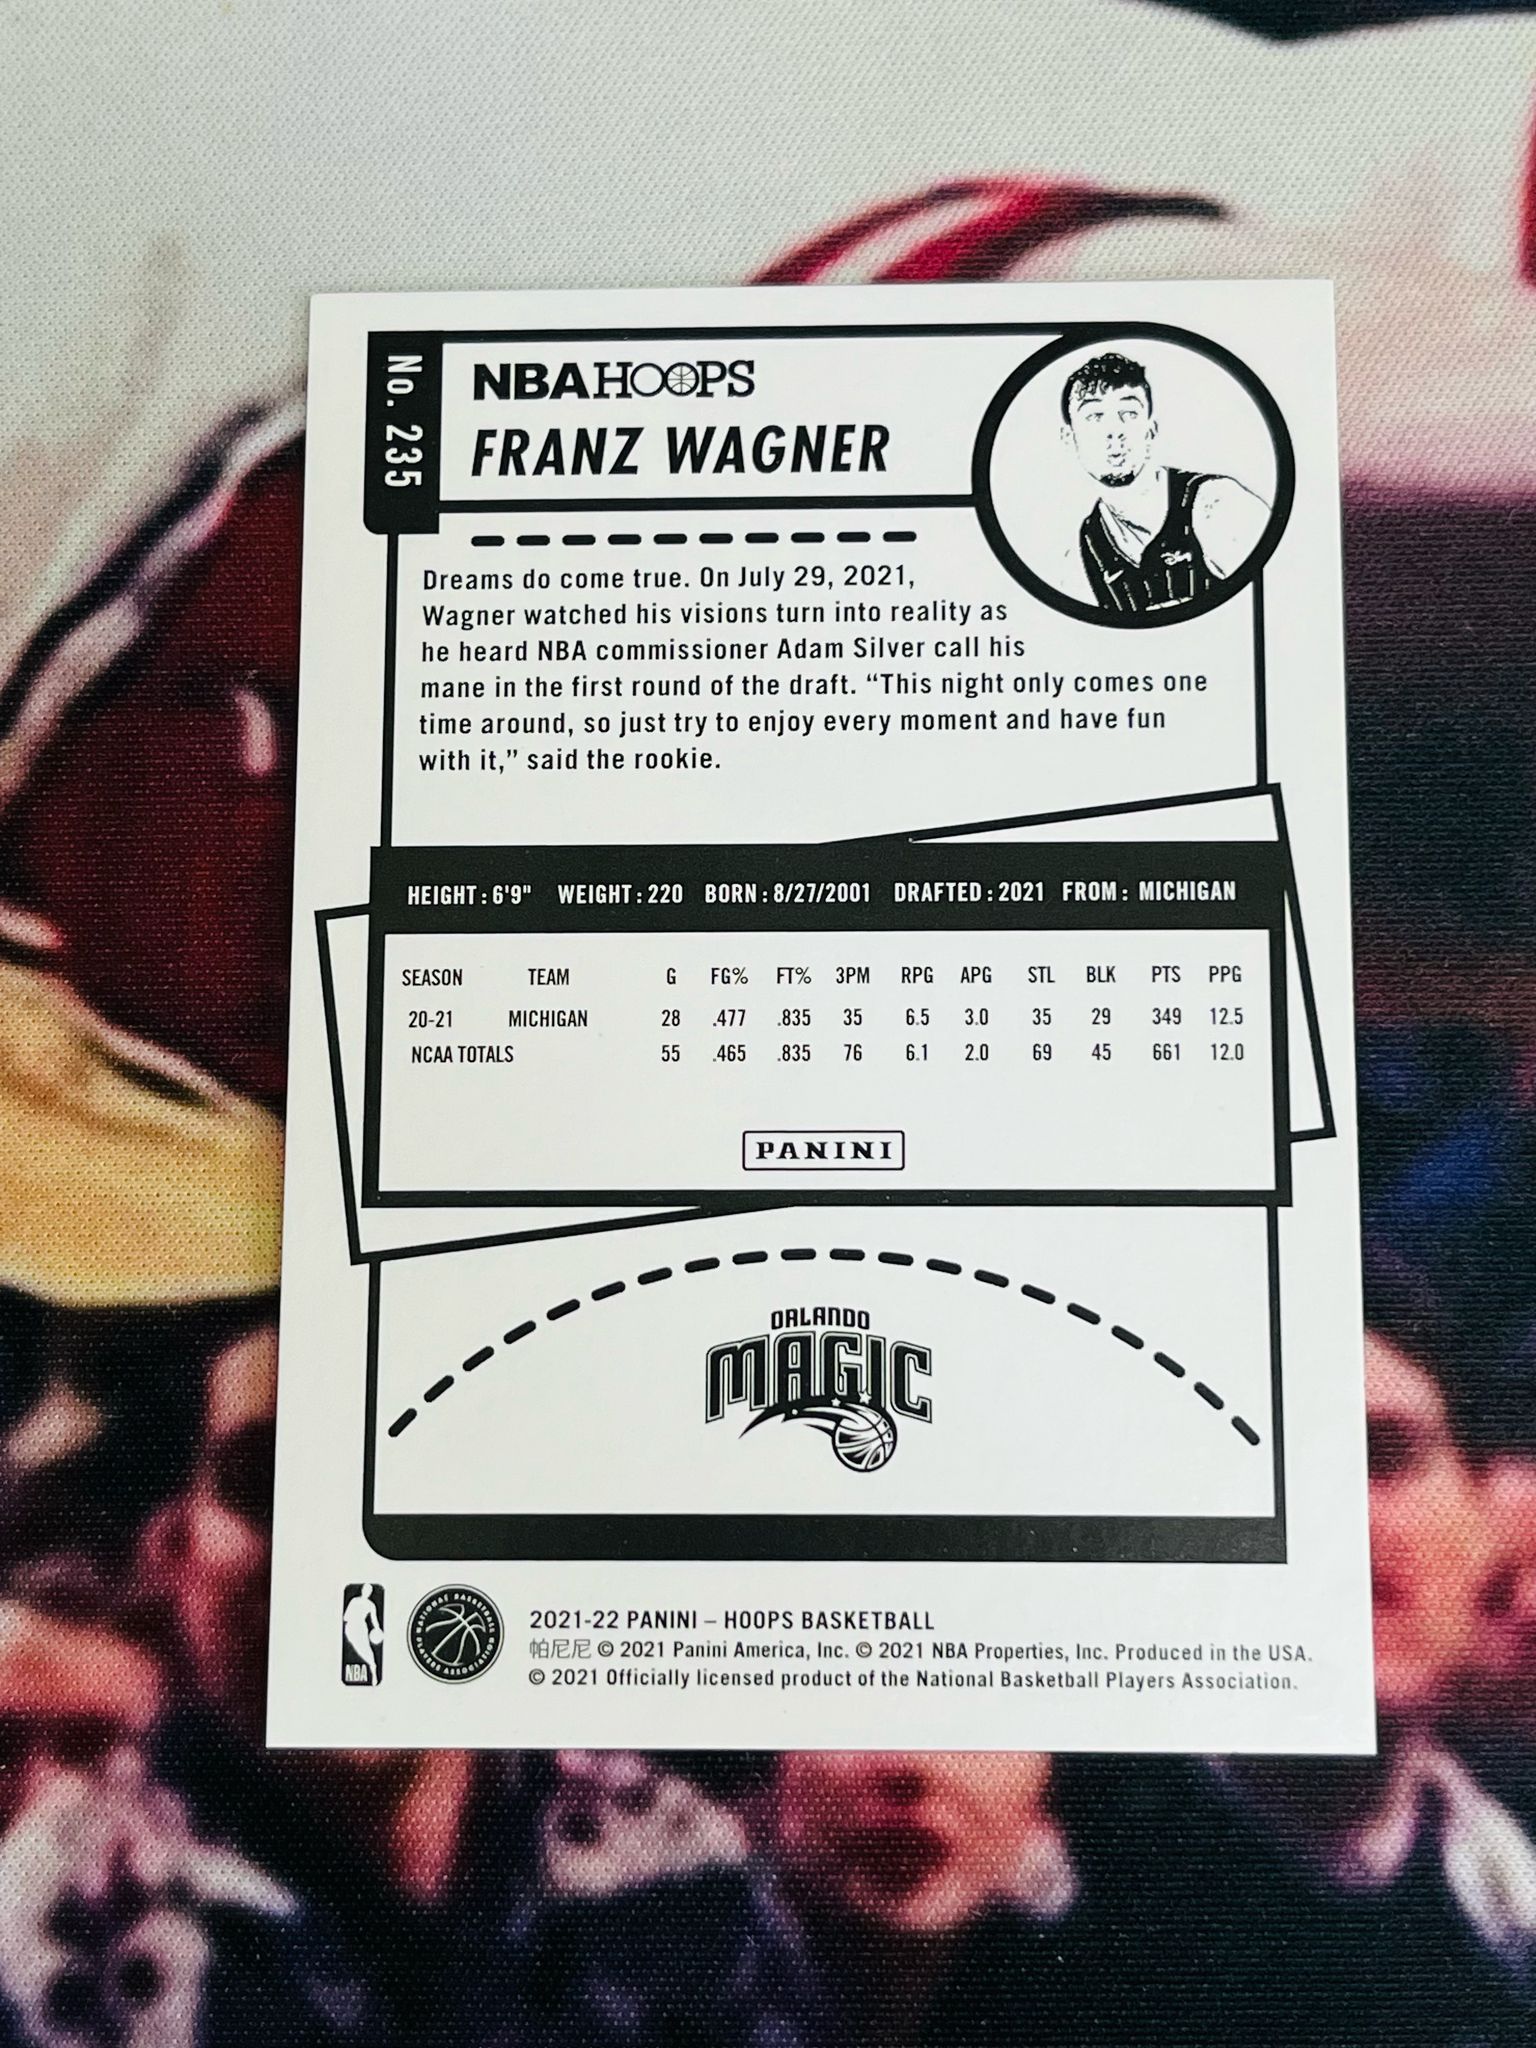 No. 235
NBA HOOPS
FRANZ WAGNER
Dreams do come true. On July 29, 2021,
Wagner watched his visions turn into reality as
he heard NBA commissioner Adam Silver call his
mane in the first round of the draft. “This night only comes one
time around, so just try to enjoy every moment and have fun
with it,” said the rookie.
HEIGHT: 6'9" WEIGHT: 220 BORN: 8/27/2001 DRAFTED: 2021 FROM: MICHIGAN
SEASON TEAM G FG% FT% 3PM RPG APG STL BLK PTS PPG
20-21 MICHIGAN 28 .477 .835 35 6.5 3.0 35 29 349 12.5
NCAA TOTALS 55 .465 .835 76 6.1 2.0 69 45 661 12.0
PANINI
ORLANDO
MAGIC
NBA
NATIONAL BASKETBALL PLAYERS ASSOCIATION
2021-22 PANINI – HOOPS BASKETBALL
帕尼尼 © 2021 Panini America, Inc. © 2021 NBA Properties, Inc. Produced in the USA.
© 2021 Officially licensed product of the National Basketball Players Association.